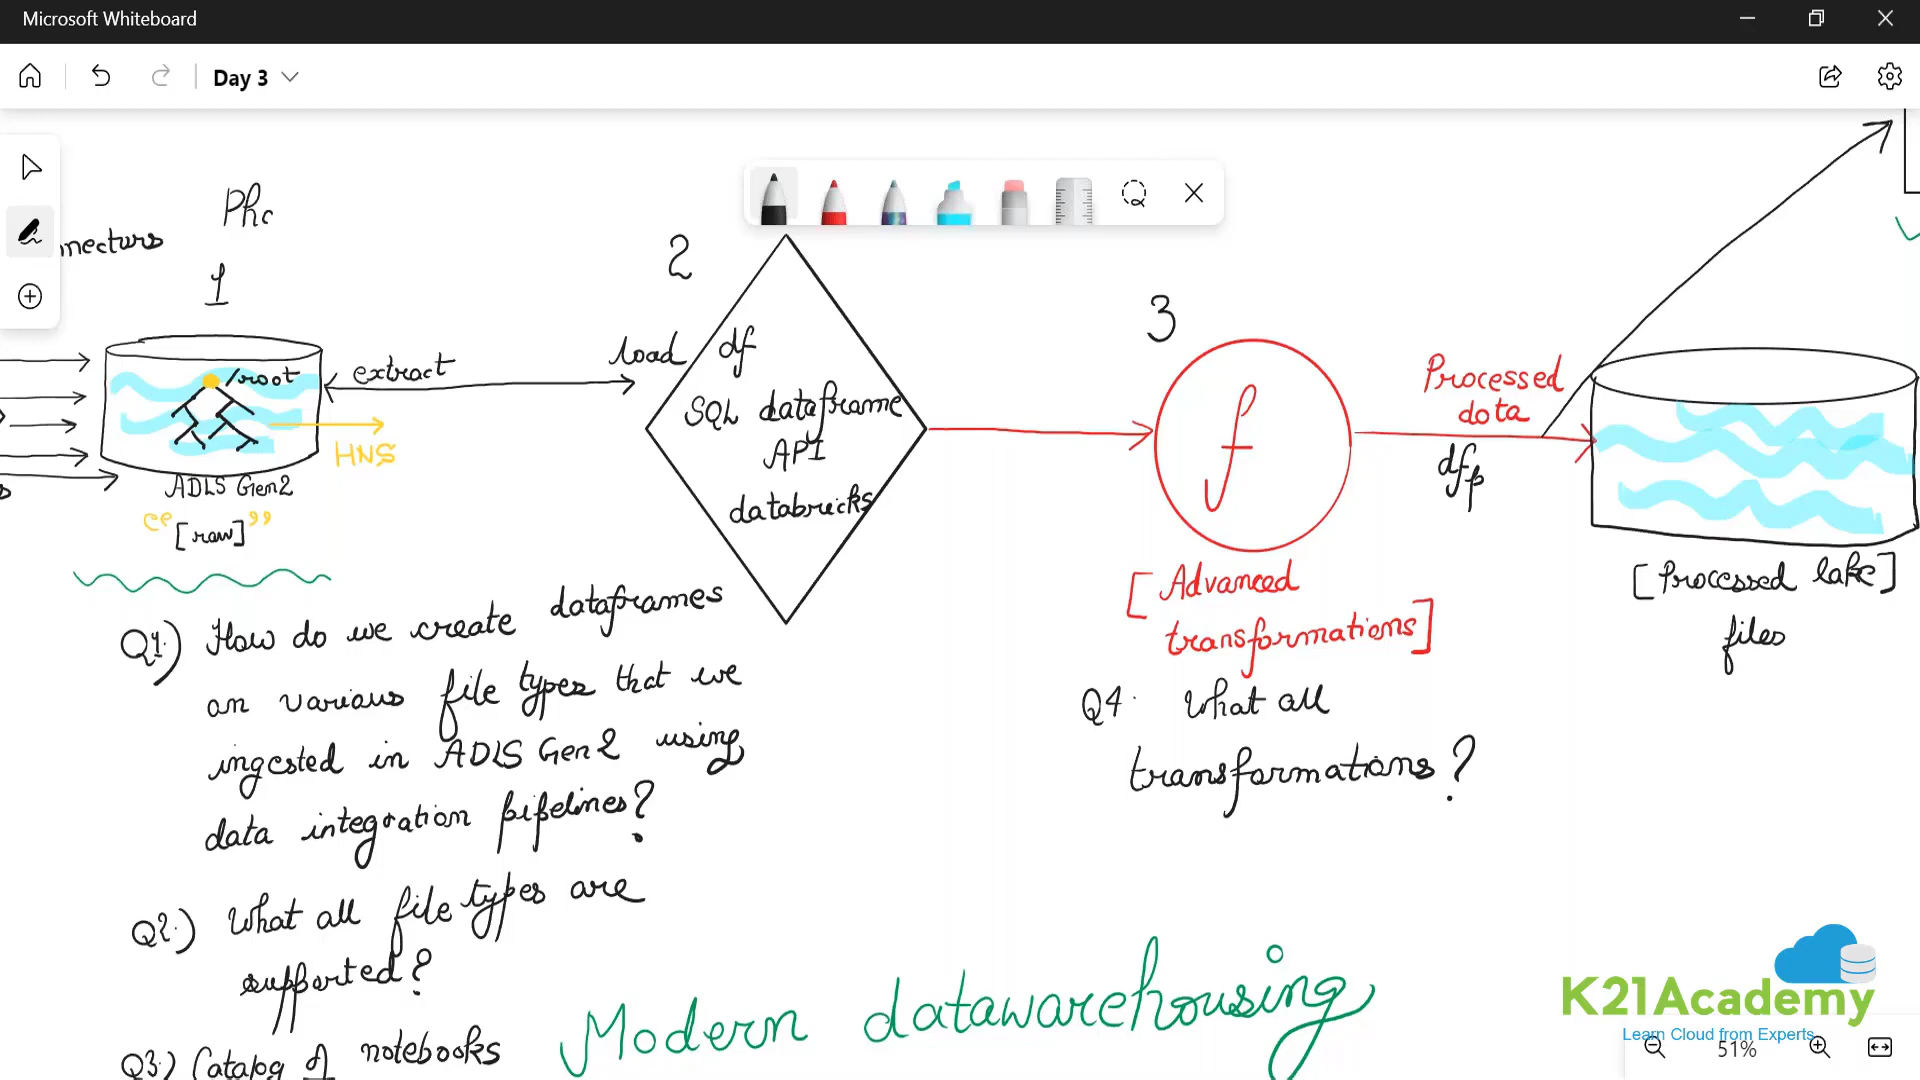 Microsoft Whiteboard
Day 3
Phc
nnectors
1
2
3
/root
extract
load
df
SQL dataframe
API
databricks
f
Processed
data
dfp
HNS
ADLS Gen2
“[raw]”
[Advanced
transformations]
[Processed lake]
files
Q1.) How do we create dataframes
on various file types that we
ingested in ADLS Gen2 using
data integration pipelines?
Q4. What all
transformations?
Q2.) What all file types are
supported?
Q3.) Catalog of notebooks
Modern datawarehousing
K21Academy
Learn Cloud from Experts
51%